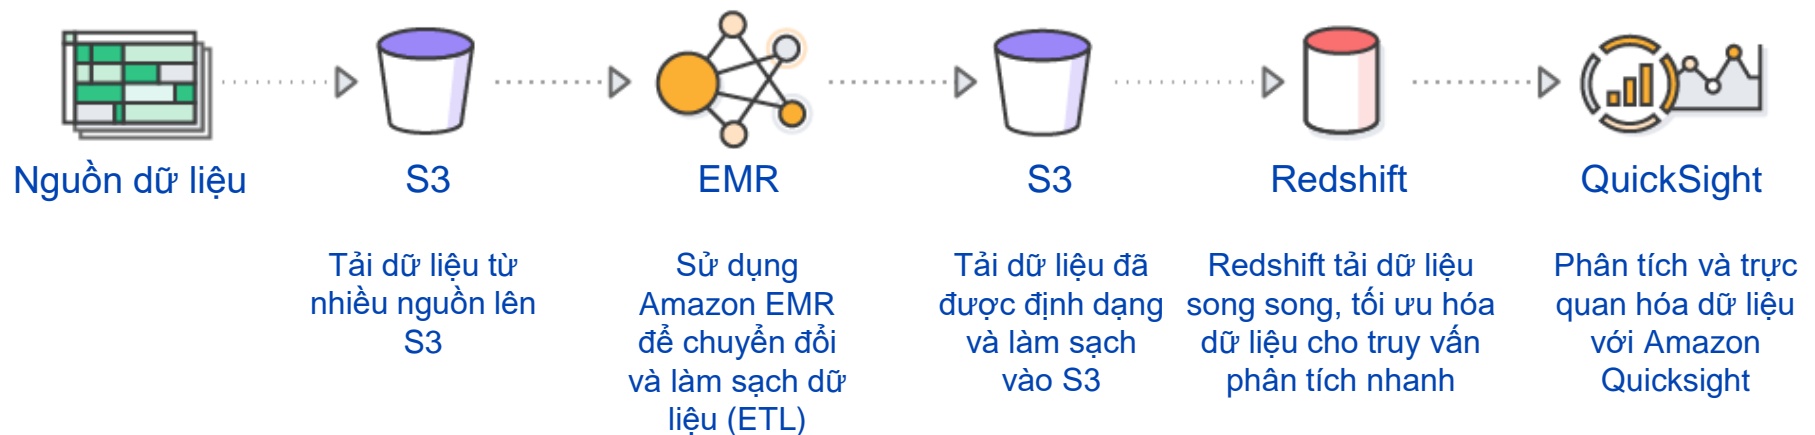 Nguồn dữ liệu
S3
EMR
S3
Redshift
QuickSight
Tải dữ liệu từ
nhiều nguồn lên
S3
Sử dụng
Amazon EMR
để chuyển đổi
và làm sạch dữ
liệu (ETL)
Tải dữ liệu đã
được định dạng
và làm sạch
vào S3
Redshift tải dữ liệu
song song, tối ưu hóa
dữ liệu cho truy vấn
phân tích nhanh
Phân tích và trực
quan hóa dữ liệu
với Amazon
Quicksight